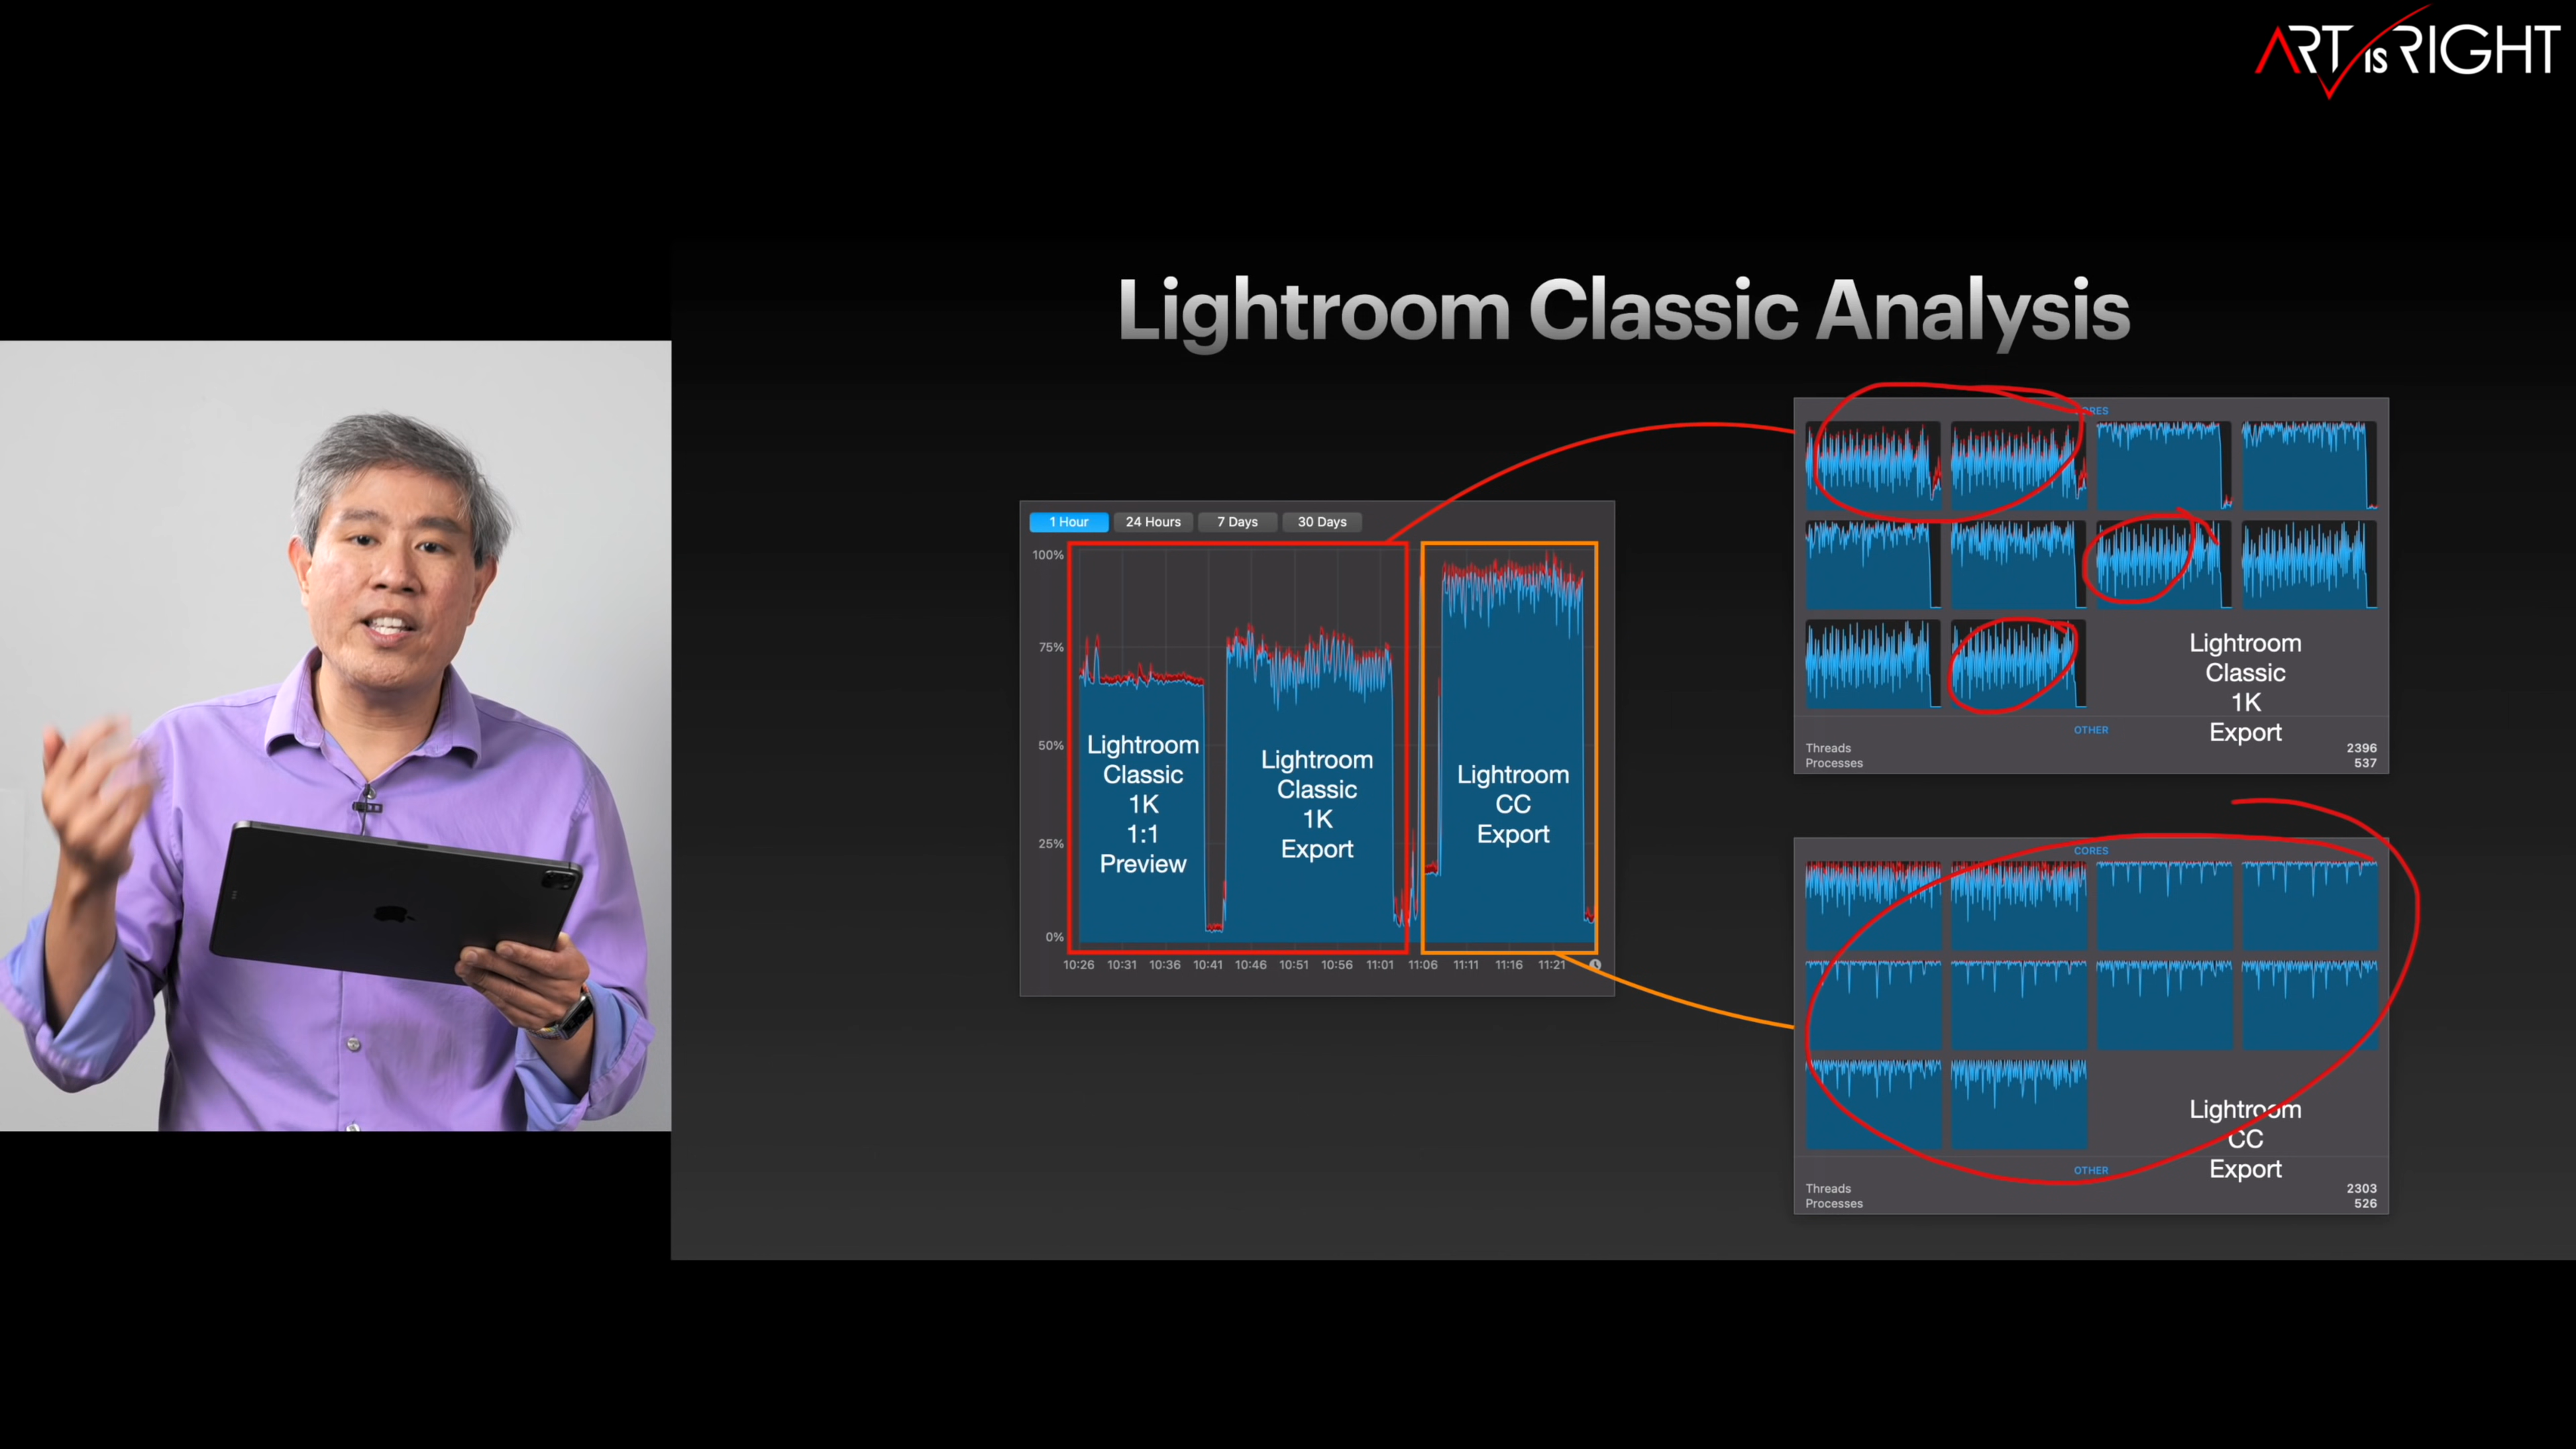 ART IS RIGHT
Lightroom Classic Analysis
1 Hour 24 Hours 7 Days 30 Days
100%
75%
50%
25%
0%
Lightroom
Classic
1K
1:1
Preview
Lightroom
Classic
1K
Export
Lightroom
CC
Export
10:26 10:31 10:36 10:41 10:46 10:51 10:56 11:01 11:06 11:11 11:16 11:21
CORES
Lightroom
Classic
1K
Export
OTHER
Threads 2396
Processes 537
CORES
Lightroom
CC
Export
OTHER
Threads 2303
Processes 526